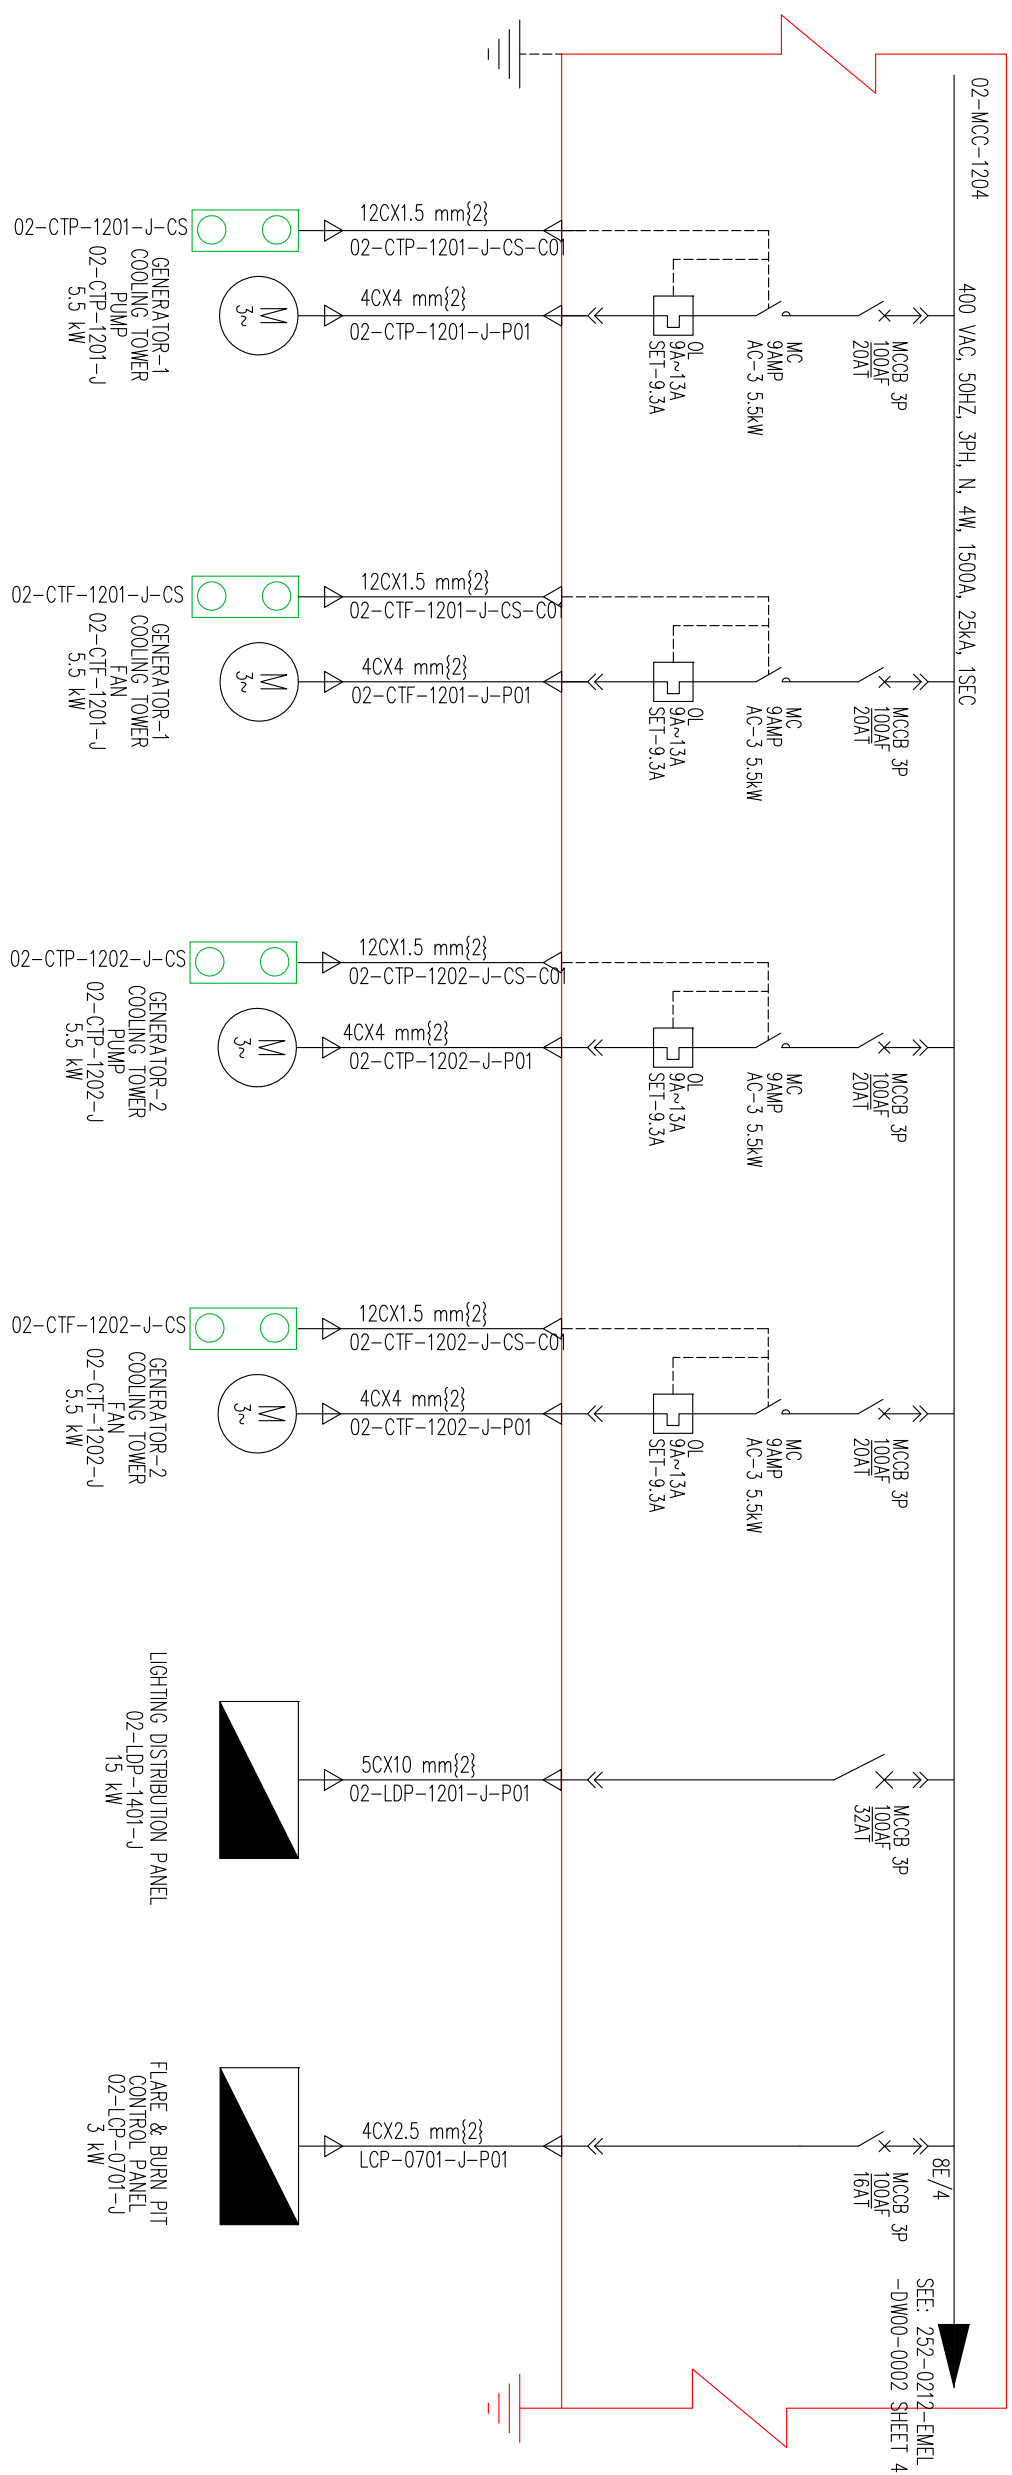 02-MCC-1204
400 VAC, 50HZ, 3PH, N, 4W, 1500A, 25kA, 1SEC
MCCB 3P
100AF
20AT
MC
9AMP
AC-3 5.5kW
OL
9A~13A
SET-9.3A
12CX1.5 mm{2}
02-CTP-1201-J-CS-C01
4CX4 mm{2}
02-CTP-1201-J-P01
02-CTP-1201-J-CS
M
3~
GENERATOR-1
COOLING TOWER
PUMP
02-CTP-1201-J
5.5 kW
MCCB 3P
100AF
20AT
MC
9AMP
AC-3 5.5kW
OL
9A~13A
SET-9.3A
12CX1.5 mm{2}
02-CTF-1201-J-CS-C01
4CX4 mm{2}
02-CTF-1201-J-P01
02-CTF-1201-J-CS
M
3~
GENERATOR-1
COOLING TOWER
FAN
02-CTF-1201-J
5.5 kW
MCCB 3P
100AF
20AT
MC
9AMP
AC-3 5.5kW
OL
9A~13A
SET-9.3A
12CX1.5 mm{2}
02-CTP-1202-J-CS-C01
4CX4 mm{2}
02-CTP-1202-J-P01
02-CTP-1202-J-CS
M
3~
GENERATOR-2
COOLING TOWER
PUMP
02-CTP-1202-J
5.5 kW
MCCB 3P
100AF
20AT
MC
9AMP
AC-3 5.5kW
OL
9A~13A
SET-9.3A
12CX1.5 mm{2}
02-CTF-1202-J-CS-C01
4CX4 mm{2}
02-CTF-1202-J-P01
02-CTF-1202-J-CS
M
3~
GENERATOR-2
COOLING TOWER
FAN
02-CTF-1202-J
5.5 kW
MCCB 3P
100AF
32AT
5CX10 mm{2}
02-LDP-1201-J-P01
LIGHTING DISTRIBUTION PANEL
02-LDP-1401-J
15 kW
8E/4
MCCB 3P
100AF
16AT
4CX2.5 mm{2}
LCP-0701-J-P01
FLARE & BURN PIT
CONTROL PANEL
02-LCP-0701-J
3 kW
SEE: 252-0212-EMEL
-DW00-0002 SHEET 4